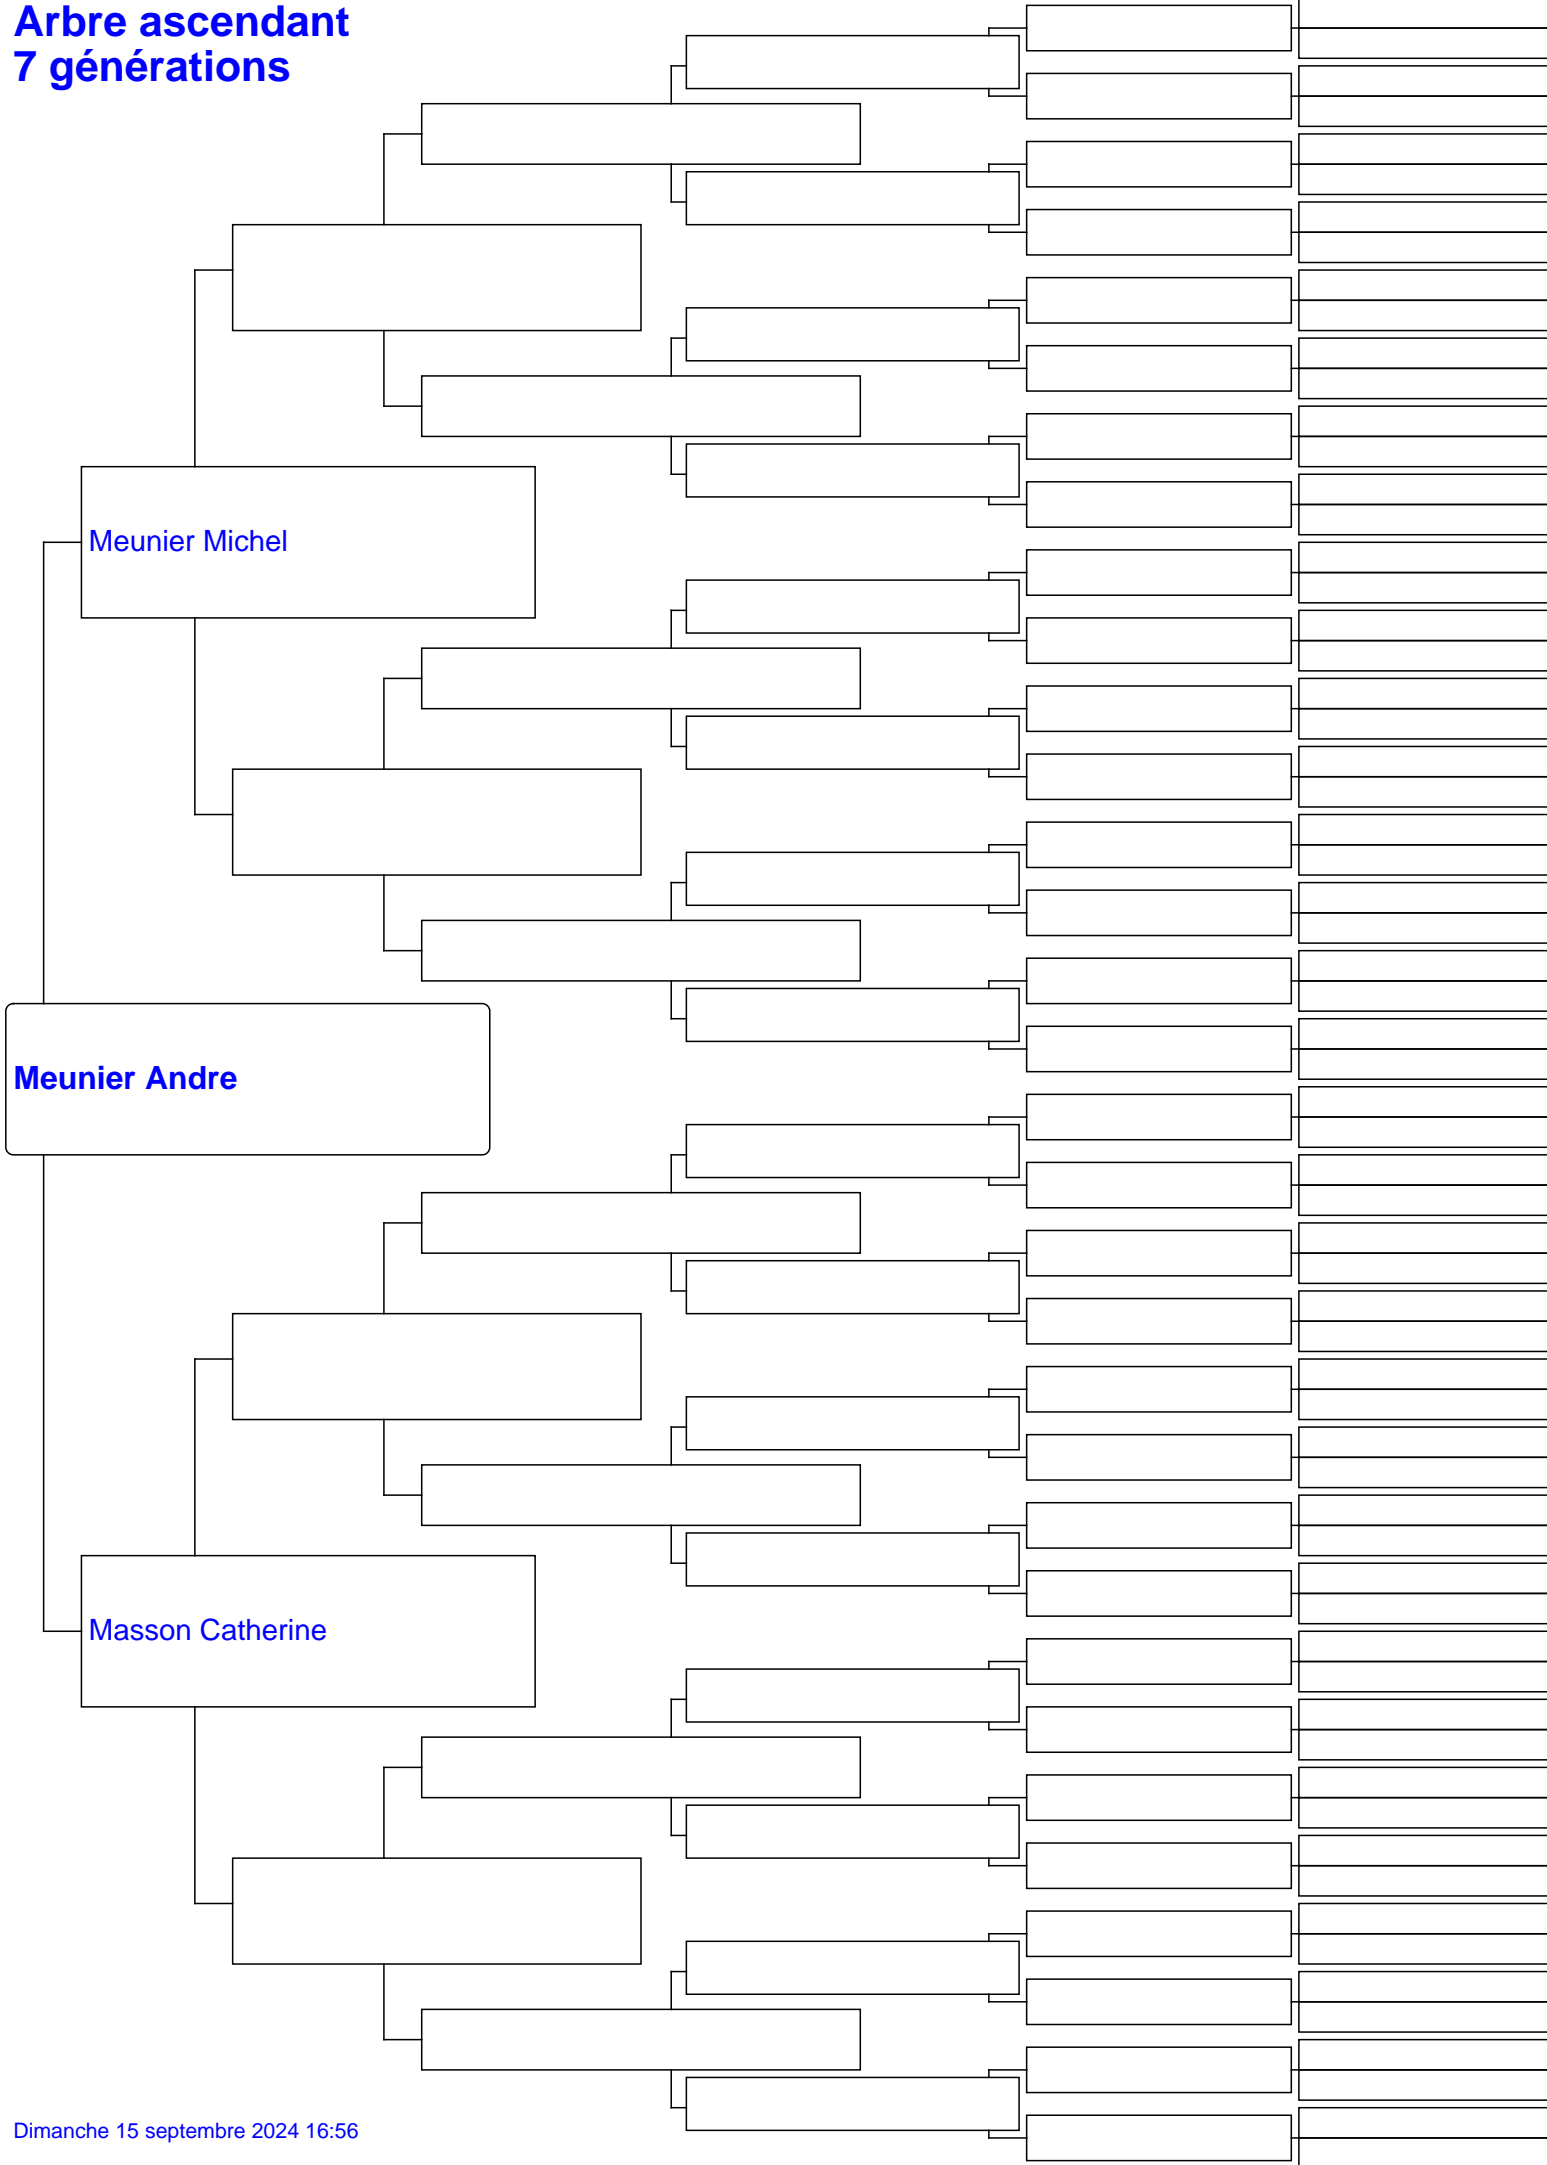 Arbre ascendant
7 générations
Meunier Michel
Meunier Andre
Masson Catherine
Dimanche 15 septembre 2024 16:56